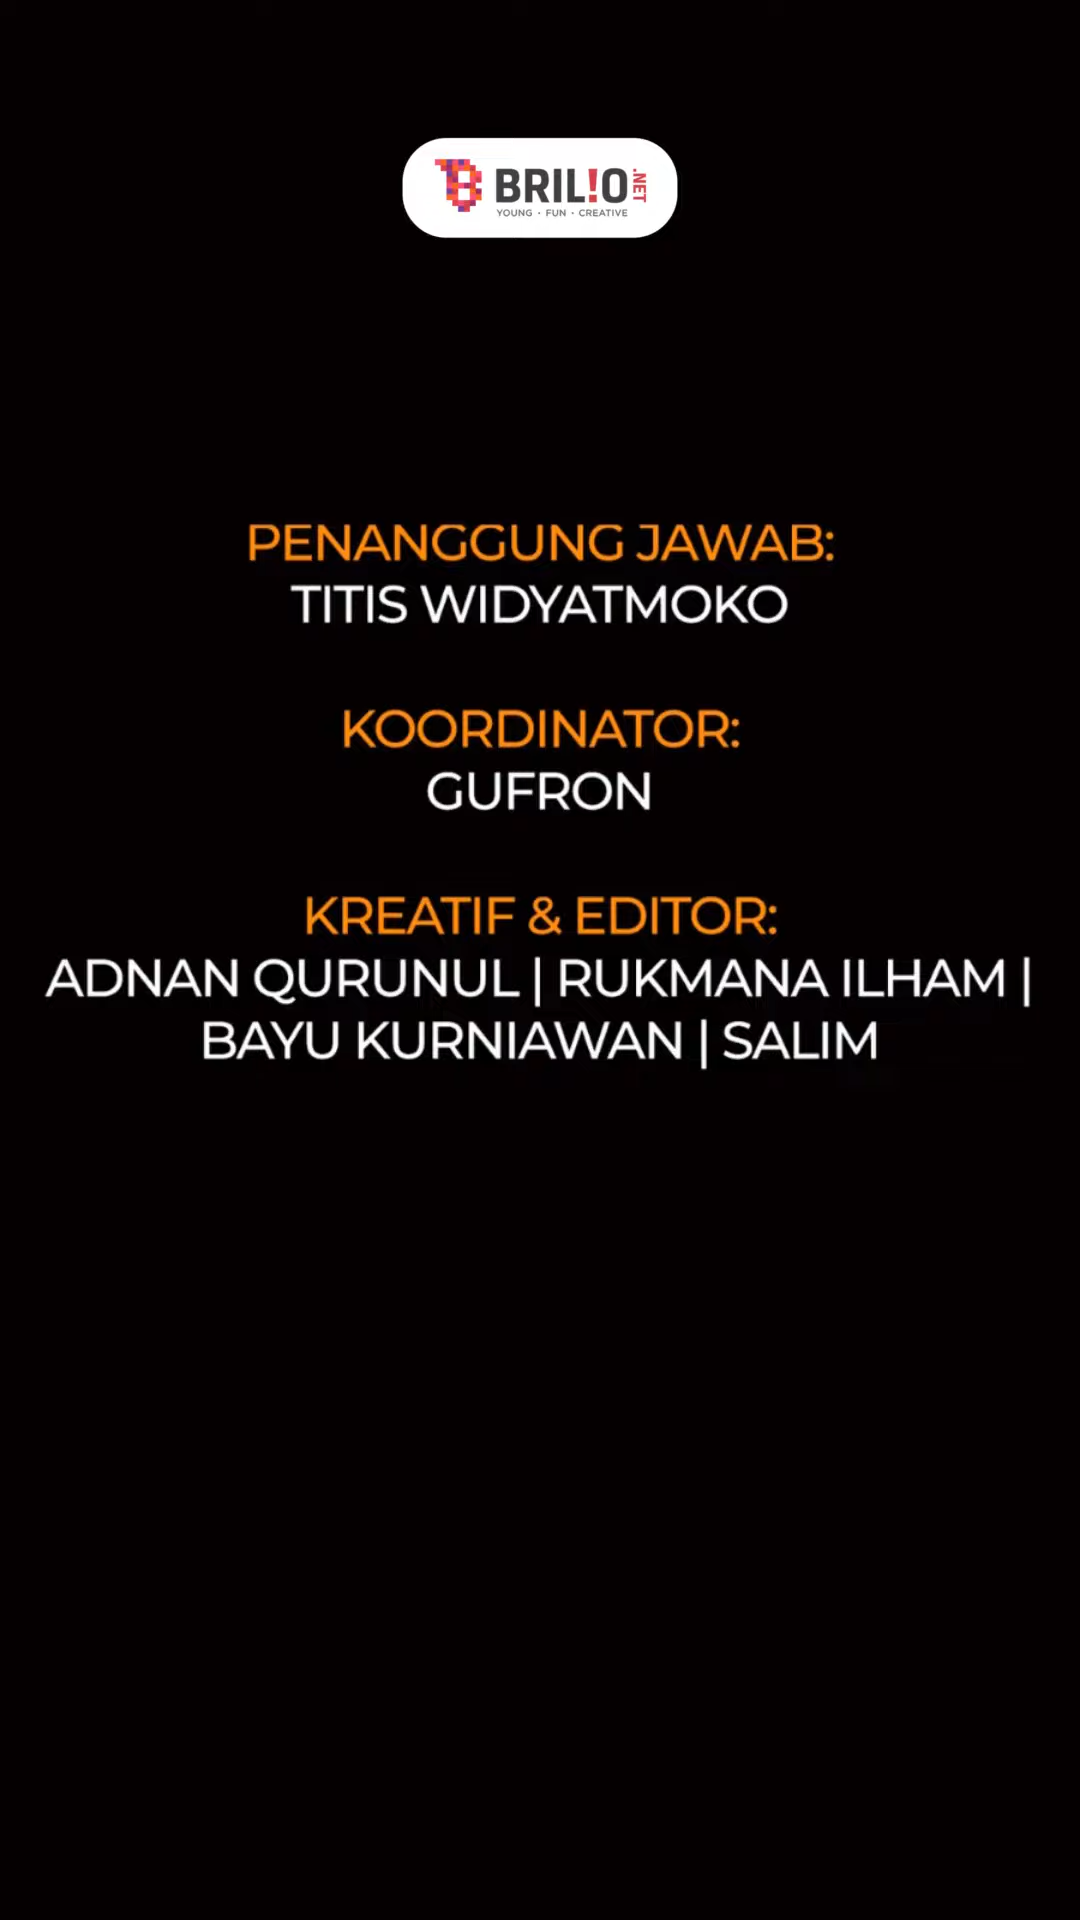 BRIL!O.NET
YOUNG · FUN · CREATIVE
PENANGGUNG JAWAB:
TITIS WIDYATMOKO
KOORDINATOR:
GUFRON
KREATIF & EDITOR:
ADNAN QURUNUL | RUKMANA ILHAM |
BAYU KURNIAWAN | SALIM